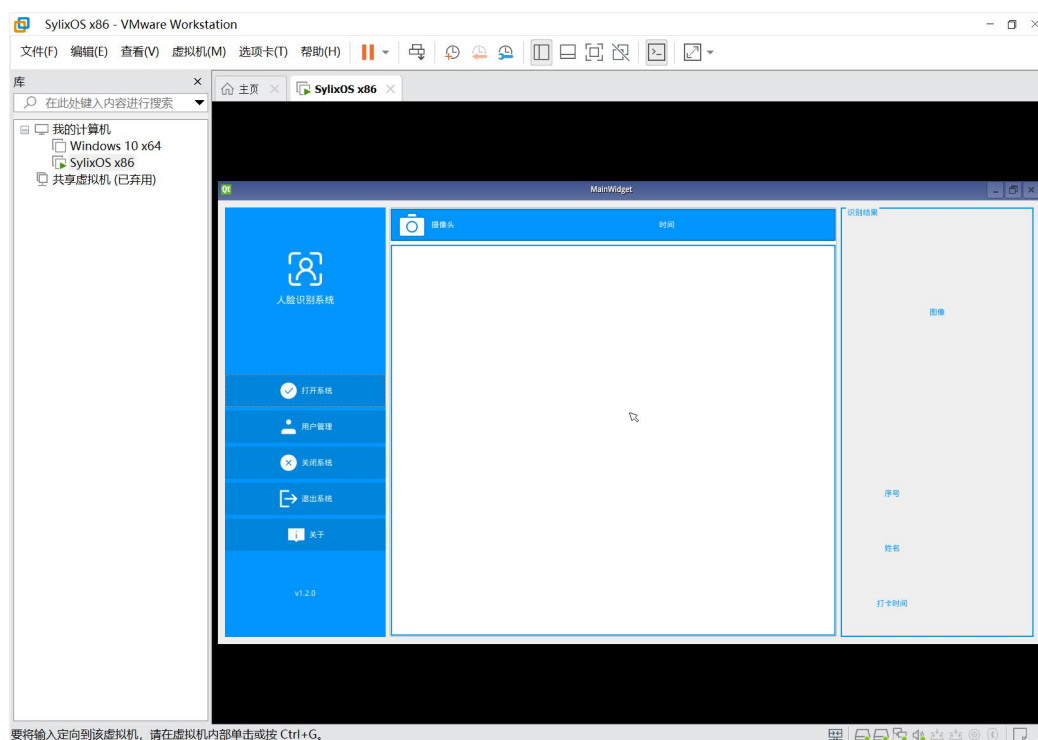 SylixOS x86 - VMware Workstation
文件(F) 编辑(E) 查看(V) 虚拟机(M) 选项卡(T) 帮助(H)
库
在此处键入内容进行搜索
我的计算机
Windows 10 x64
SylixOS x86
共享虚拟机 (已弃用)
主页
SylixOS x86
Qt
MainWidget
人脸识别系统
打开系统
用户管理
关闭系统
退出系统
关于
v1.2.0
摄像头
时间
识别结果
图像
序号
姓名
打卡时间
要将输入定向到该虚拟机，请在虚拟机内部单击或按 Ctrl+G。